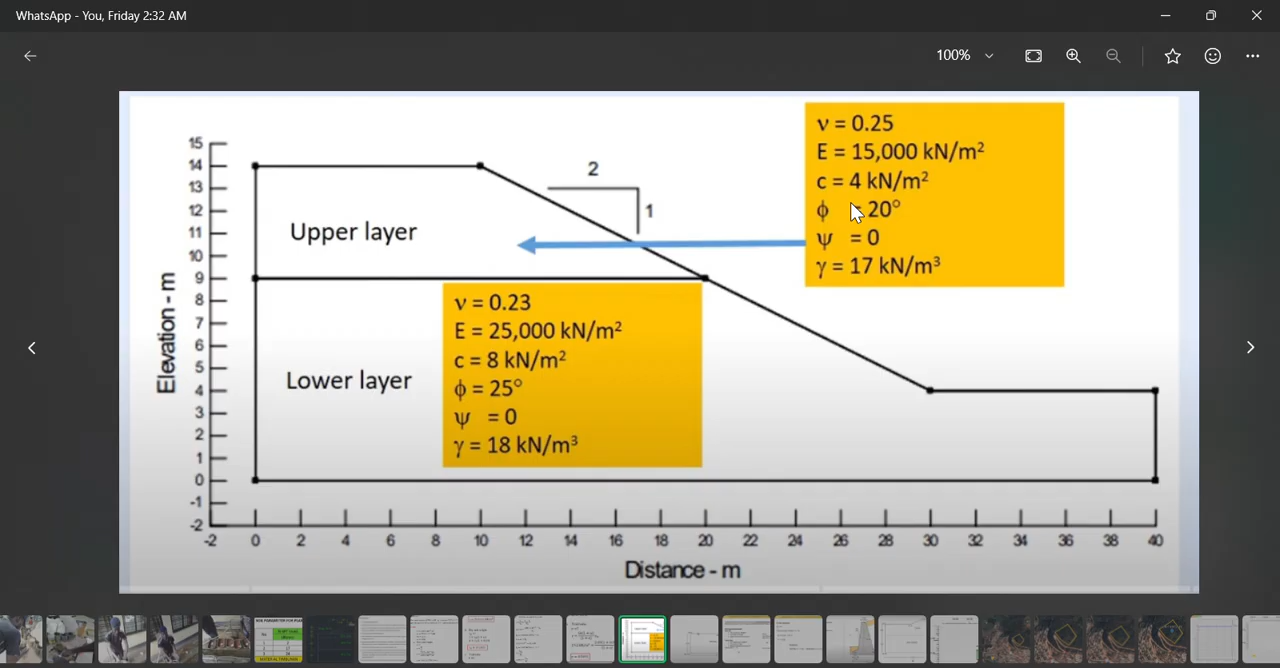 WhatsApp - You, Friday 2:32 AM
100%
15
14
13
12
11
10
9
8
7
6
5
4
3
2
1
0
-1
-2
Elevation - m
2
1
Upper layer
ν = 0.25
E = 15,000 kN/m²
c = 4 kN/m²
ϕ = 20°
ψ = 0
γ = 17 kN/m³
Lower layer
ν = 0.23
E = 25,000 kN/m²
c = 8 kN/m²
ϕ = 25°
ψ = 0
γ = 18 kN/m³
-2 0 2 4 6 8 10 12 14 16 18 20 22 24 26 28 30 32 34 36 38 40
Distance - m